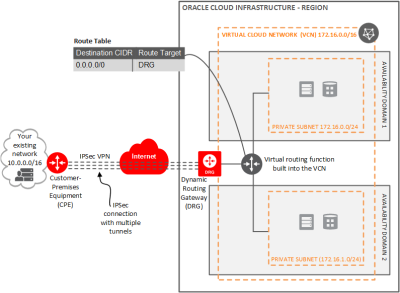 ORACLE CLOUD INFRASTRUCTURE - REGION
VIRTUAL CLOUD NETWORK (VCN) 172.16.0.0/16
Route Table
Destination CIDR Route Target
0.0.0.0/0 DRG
AVAILABILITY DOMAIN 1
PRIVATE SUBNET 172.16.0.0/24
Your
existing
network
10.0.0.0/16
IPSec VPN
Internet
DRG
Virtual routing function
built into the VCN
Customer-
Premises
Equipment
(CPE)
IPSec
connection
with multiple
tunnels
Dynamic
Routing
Gateway
(DRG)
AVAILABILITY DOMAIN 2
PRIVATE SUBNET (172.16.1.0/24)